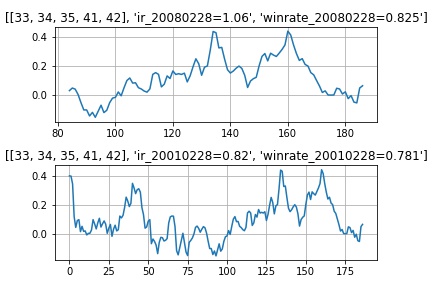 [[33, 34, 35, 41, 42], 'ir_20080228=1.06', 'winrate_20080228=0.825']
0.4
0.2
0.0
80 100 120 140 160 180
[[33, 34, 35, 41, 42], 'ir_20010228=0.82', 'winrate_20010228=0.781']
0.4
0.2
0.0
0 25 50 75 100 125 150 175